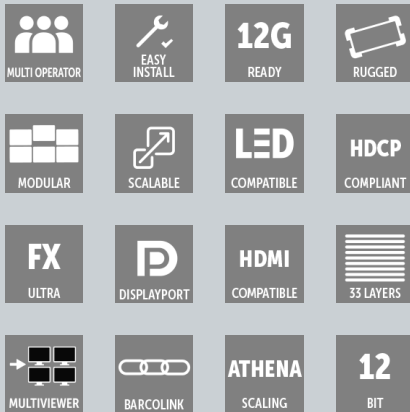 MULTI OPERATOR
EASY
INSTALL
12G
READY
RUGGED
MODULAR
SCALABLE
LED
COMPATIBLE
HDCP
COMPLIANT
FX
ULTRA
DISPLAYPORT
HDMI
COMPATIBLE
33 LAYERS
MULTIVIEWER
BARCOLINK
ATHENA
SCALING
12
BIT